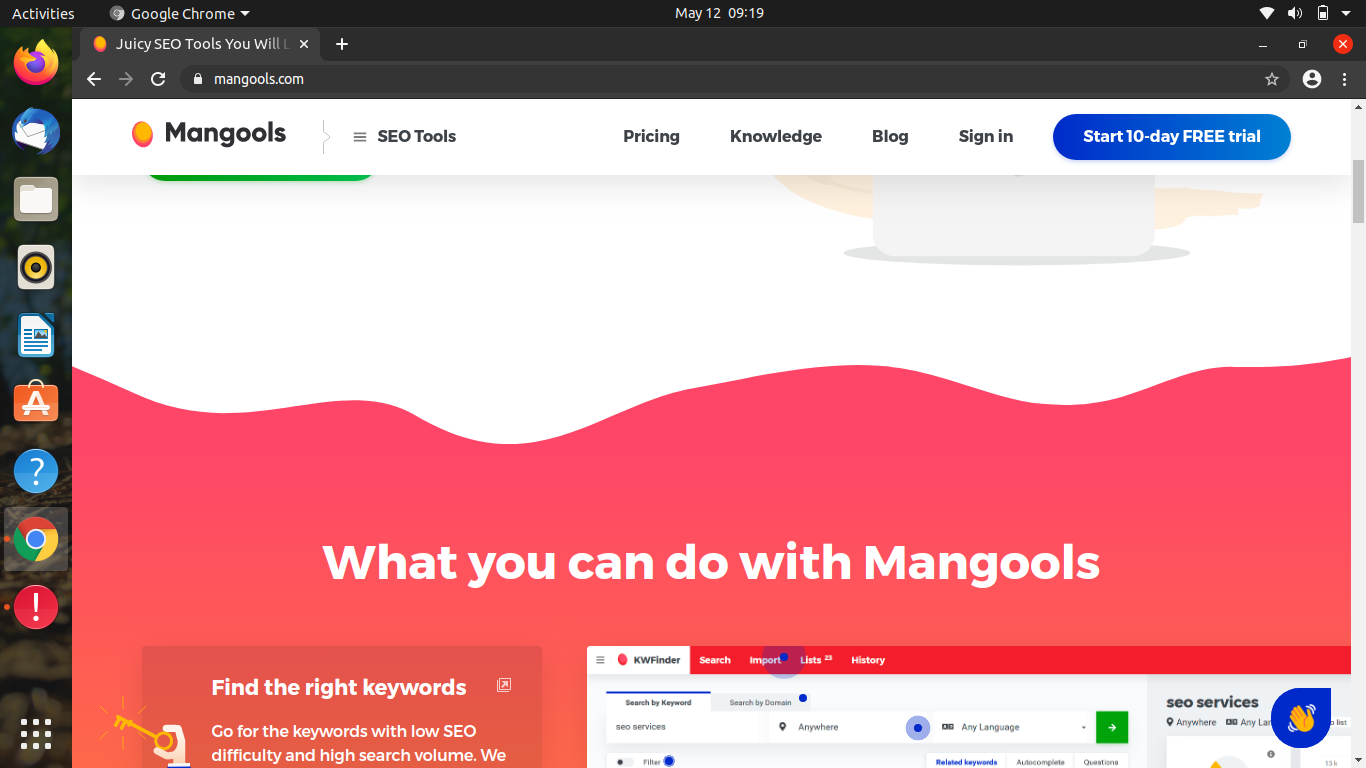 Activities
Google Chrome
May 12 09:19
Juicy SEO Tools You Will L
mangools.com
Mangools
SEO Tools
Pricing
Knowledge
Blog
Sign in
Start 10-day FREE trial
What you can do with Mangools
Find the right keywords
Go for the keywords with low SEO
difficulty and high search volume. We
KWFinder
Search
Import
Lists 23
History
Search by Keyword
Search by Domain
seo services
Anywhere
Any Language
Filter
Related keywords
Autocomplete
Questions
seo services
Anywhere
Any Lan
to list
13 k